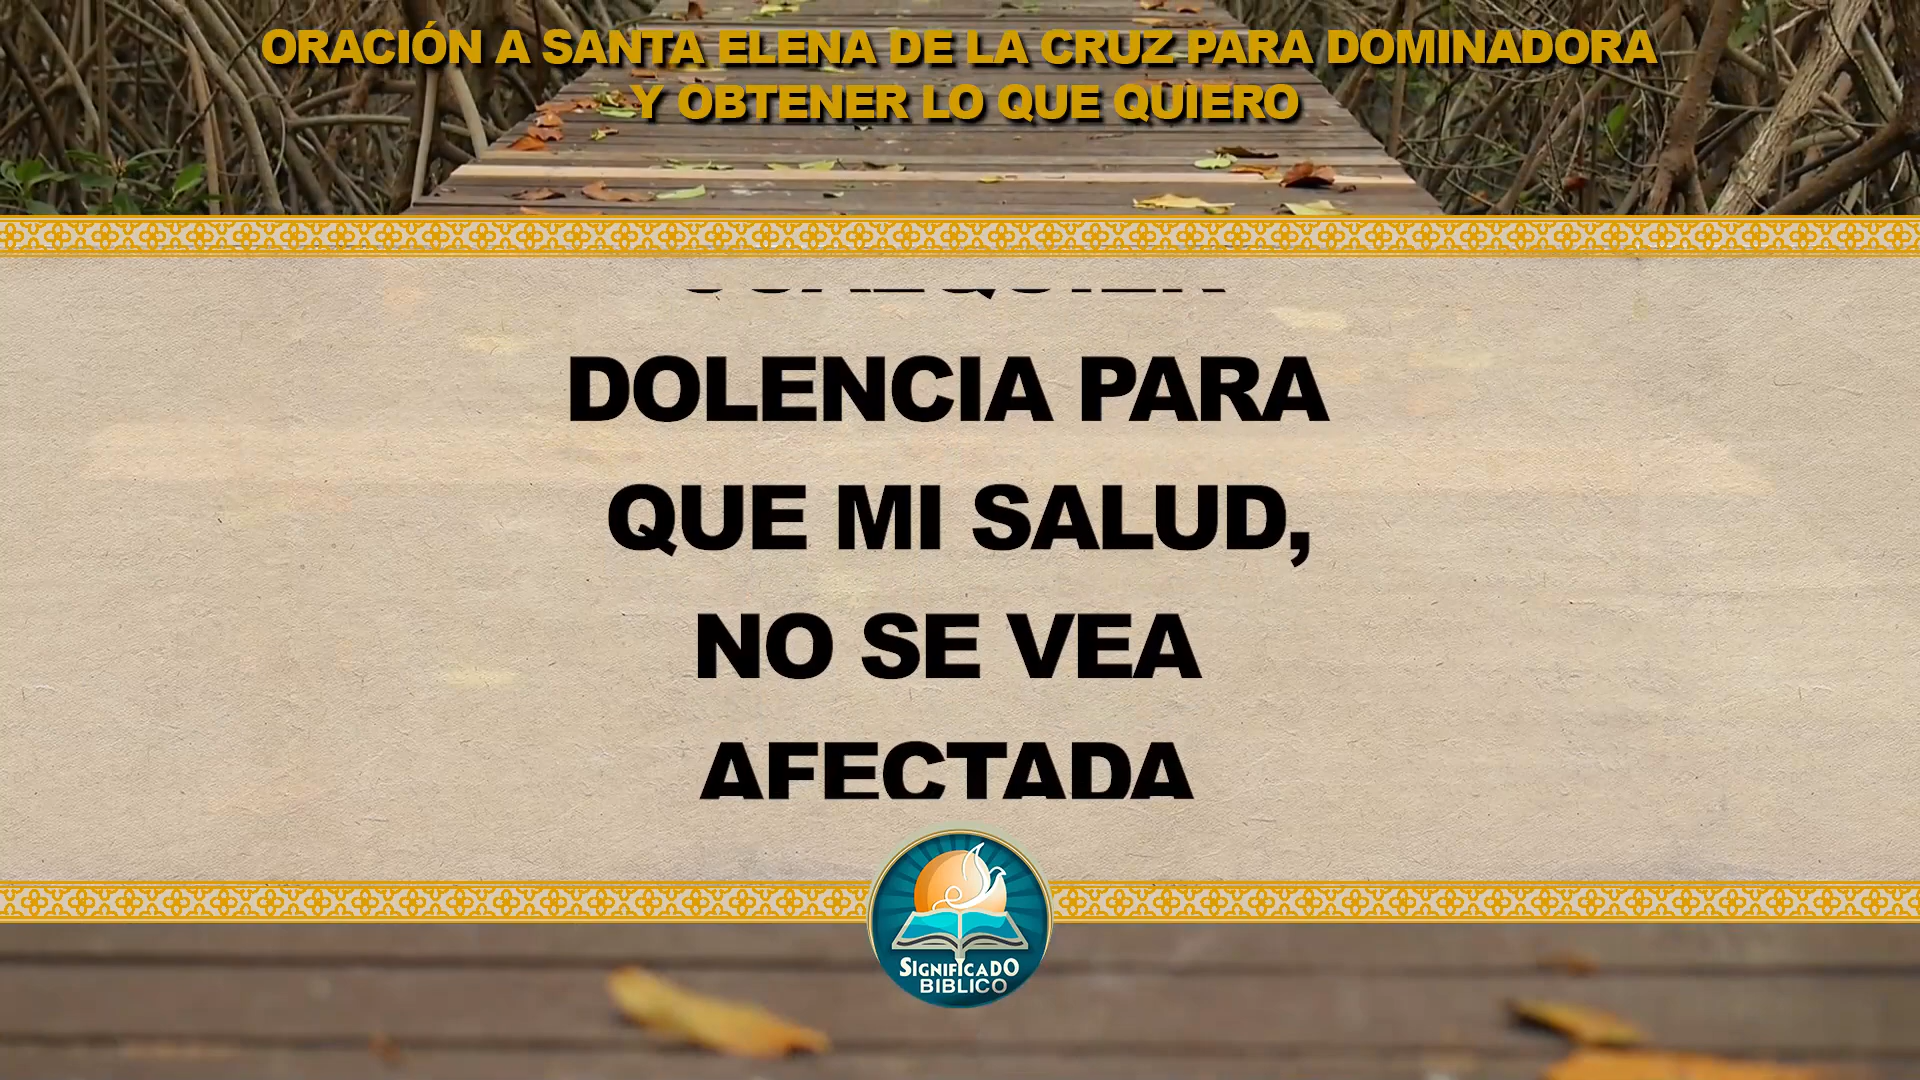 ORACIÓN A SANTA ELENA DE LA CRUZ PARA DOMINADORA
Y OBTENER LO QUE QUIERO
DOLENCIA PARA
QUE MI SALUD,
NO SE VEA
AFECTADA
SIGNIFICADO
BIBLICO